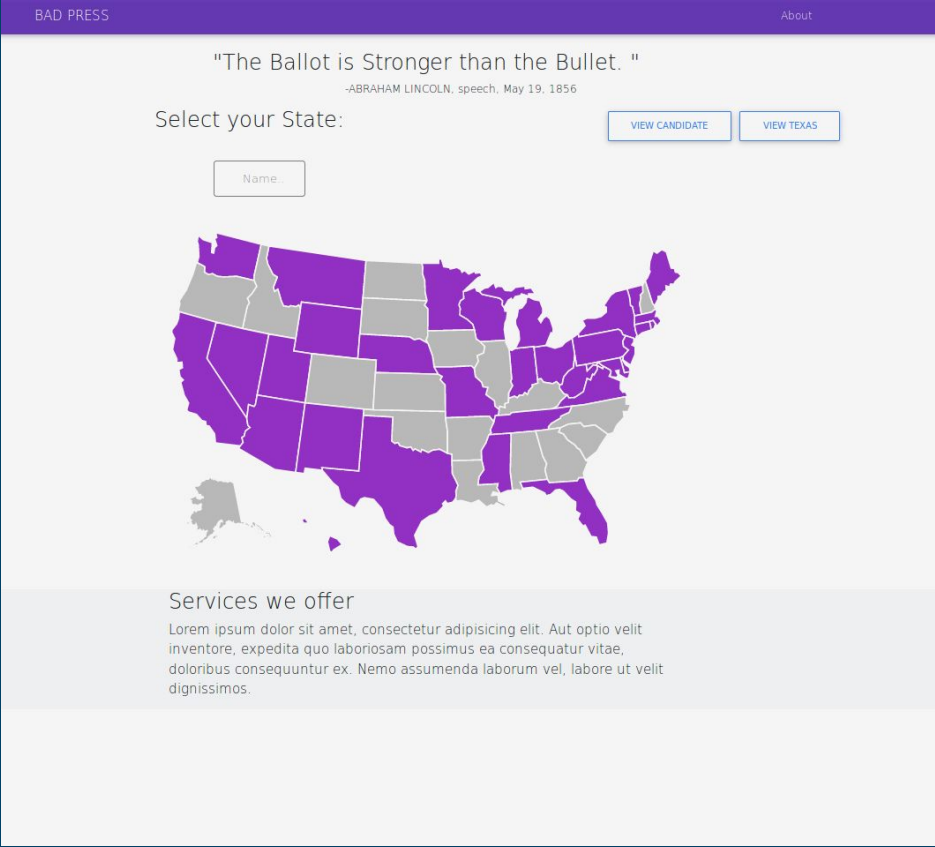 BAD PRESS
About
"The Ballot is Stronger than the Bullet. "
-ABRAHAM LINCOLN, speech, May 19, 1856
Select your State:
VIEW CANDIDATE
VIEW TEXAS
Name..
Services we offer
Lorem ipsum dolor sit amet, consectetur adipisicing elit. Aut optio velit
inventore, expedita quo laboriosam possimus ea consequatur vitae,
doloribus consequuntur ex. Nemo assumenda laborum vel, labore ut velit
dignissimos.